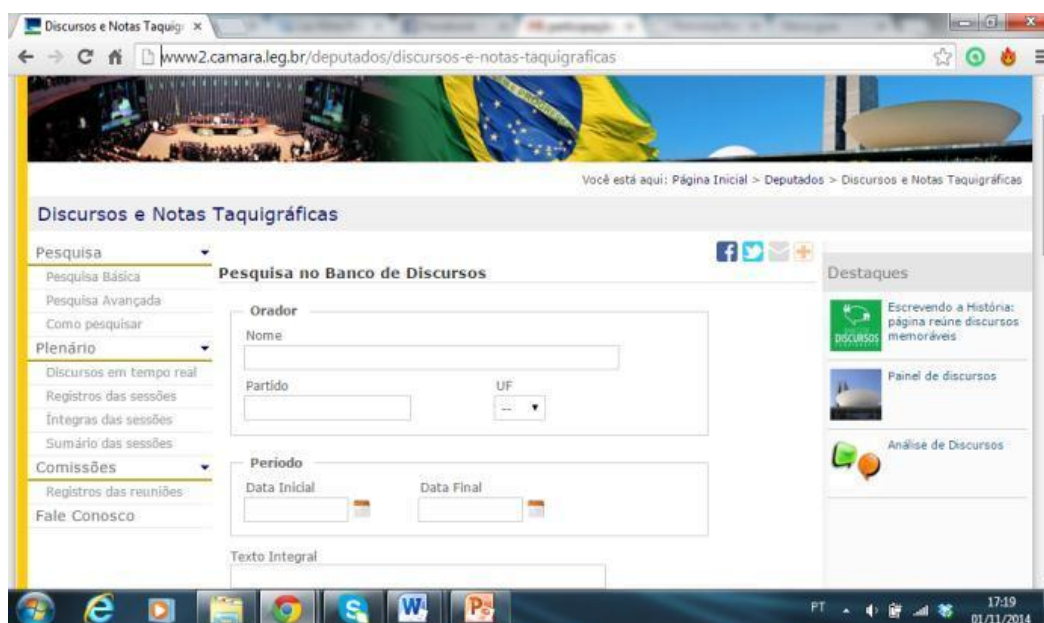 Discursos e Notas Taquig
www2.camara.leg.br/deputados/discursos-e-notas-taquigraficas
Você está aqui: Página Inicial > Deputados > Discursos e Notas Taquigráficas
Discursos e Notas Taquigráficas
Pesquisa
Pesquisa Básica
Pesquisa Avançada
Como pesquisar
Plenário
Discursos em tempo real
Registros das sessões
Íntegras das sessões
Sumário das sessões
Comissões
Registros das reuniões
Fale Conosco
Pesquisa no Banco de Discursos
Orador
Nome
Partido
UF
--
Período
Data Inicial
Data Final
Texto Integral
Destaques
DISCURSOS
Escrevendo a História:
página reúne discursos
memoráveis
Painel de discursos
Análise de Discursos
PT
17:19
01/11/2014